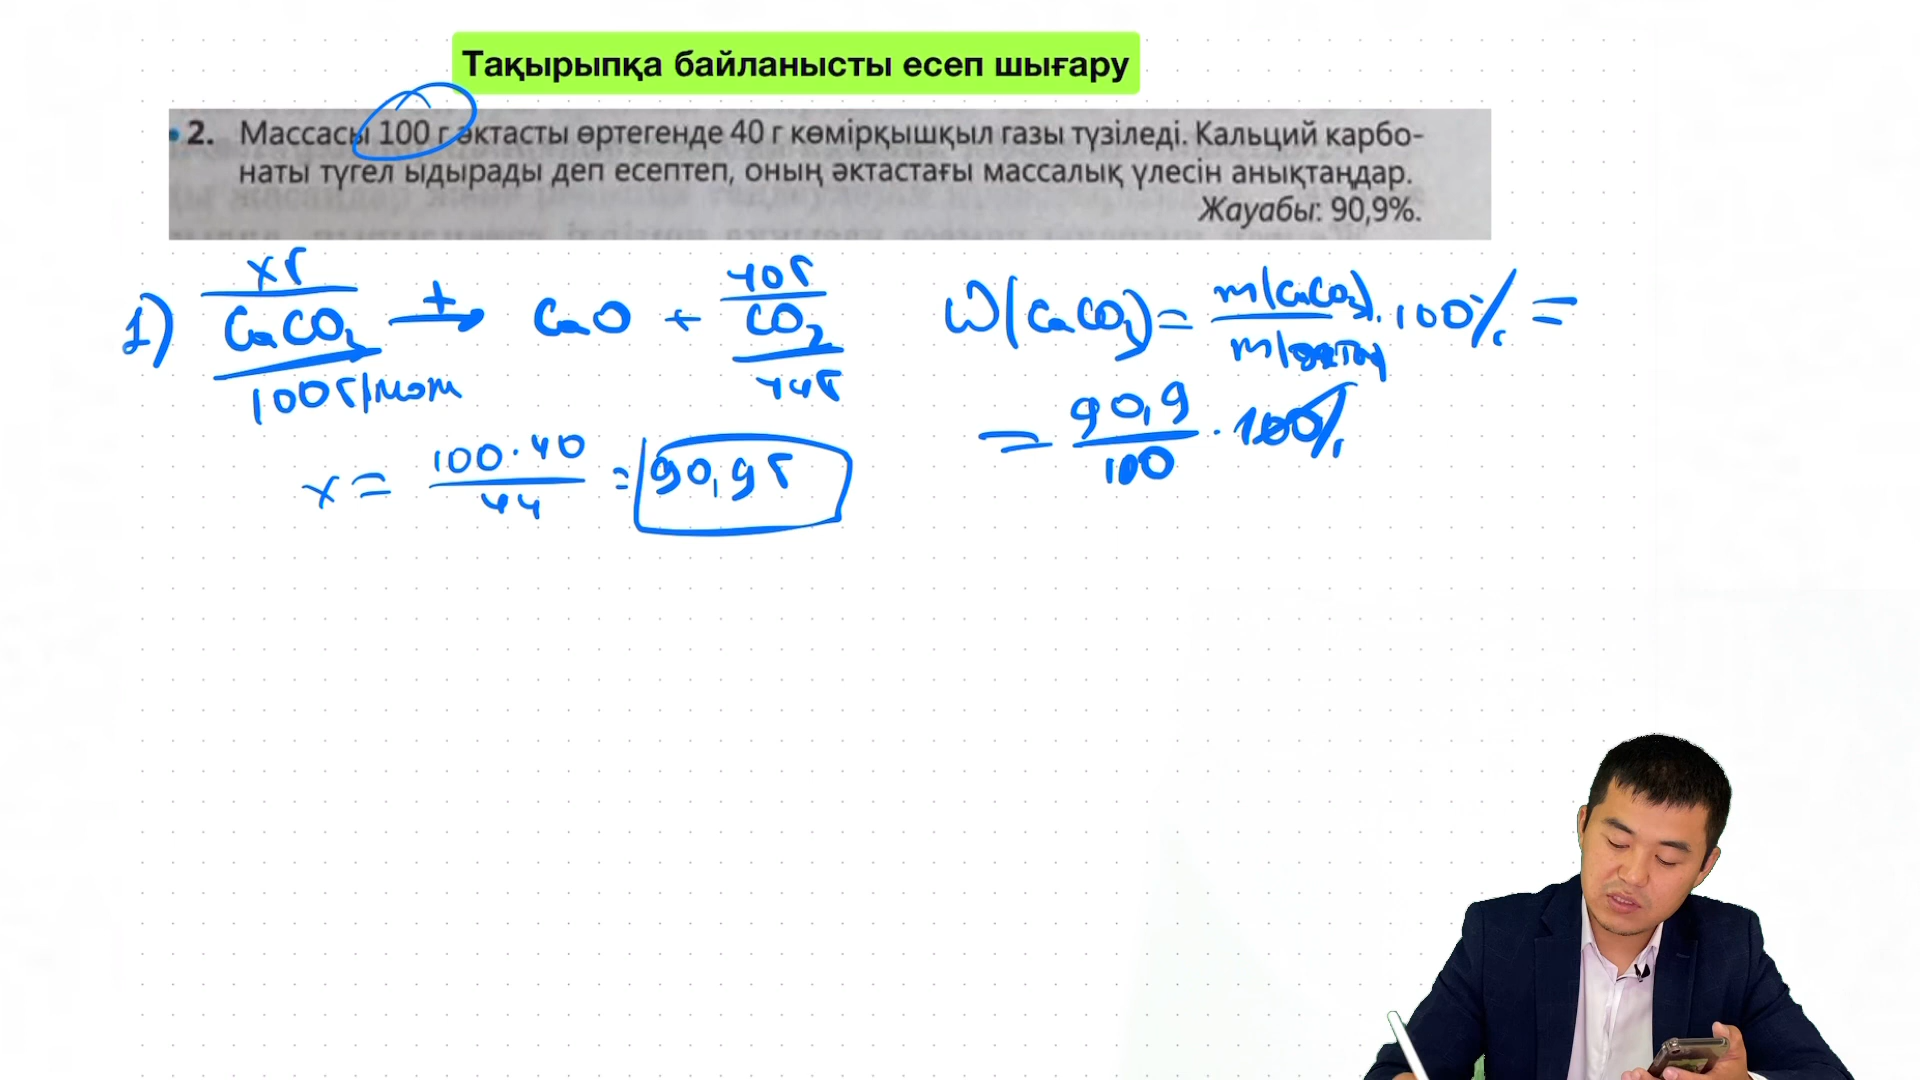 Тақырыпқа байланысты есеп шығару
2. Массасы 100 г әктасты өртегенде 40 г көмірқышқыл газы түзіледі. Кальций карбо-
наты түгел ыдырады деп есептеп, оның әктастағы массалық үлесін анықтаңдар.
Жауабы: 90,9%.
xг 40г
1) CaCO3 → CaO + CO2
100г/моль 44г
x = 100·40 / 44 = 90,9г
W(CaCO3) = m(CaCO3) / m(әктас) · 100% =
= 90,9 / 100 · 100%